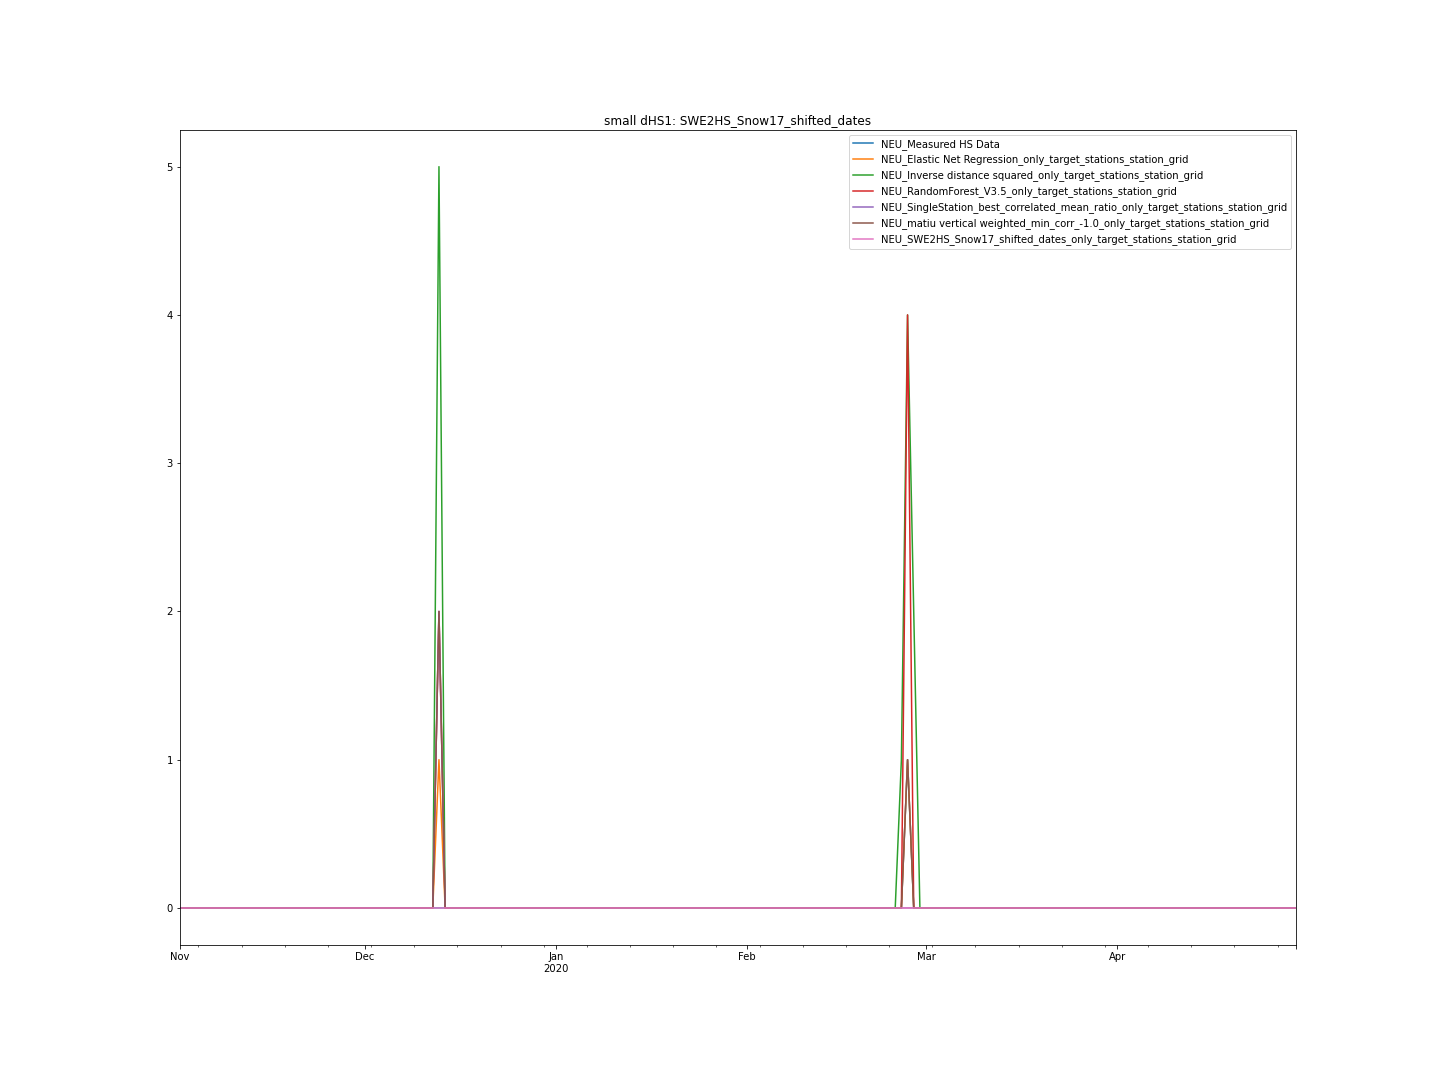 small dHS1: SWE2HS_Snow17_shifted_dates
NEU_Measured HS Data
NEU_Elastic Net Regression_only_target_stations_station_grid
NEU_Inverse distance squared_only_target_stations_station_grid
NEU_RandomForest_V3.5_only_target_stations_station_grid
NEU_SingleStation_best_correlated_mean_ratio_only_target_stations_station_grid
NEU_matiu vertical weighted_min_corr_-1.0_only_target_stations_station_grid
NEU_SWE2HS_Snow17_shifted_dates_only_target_stations_station_grid
5
4
3
2
1
0
Nov Dec Jan Feb Mar Apr
2020